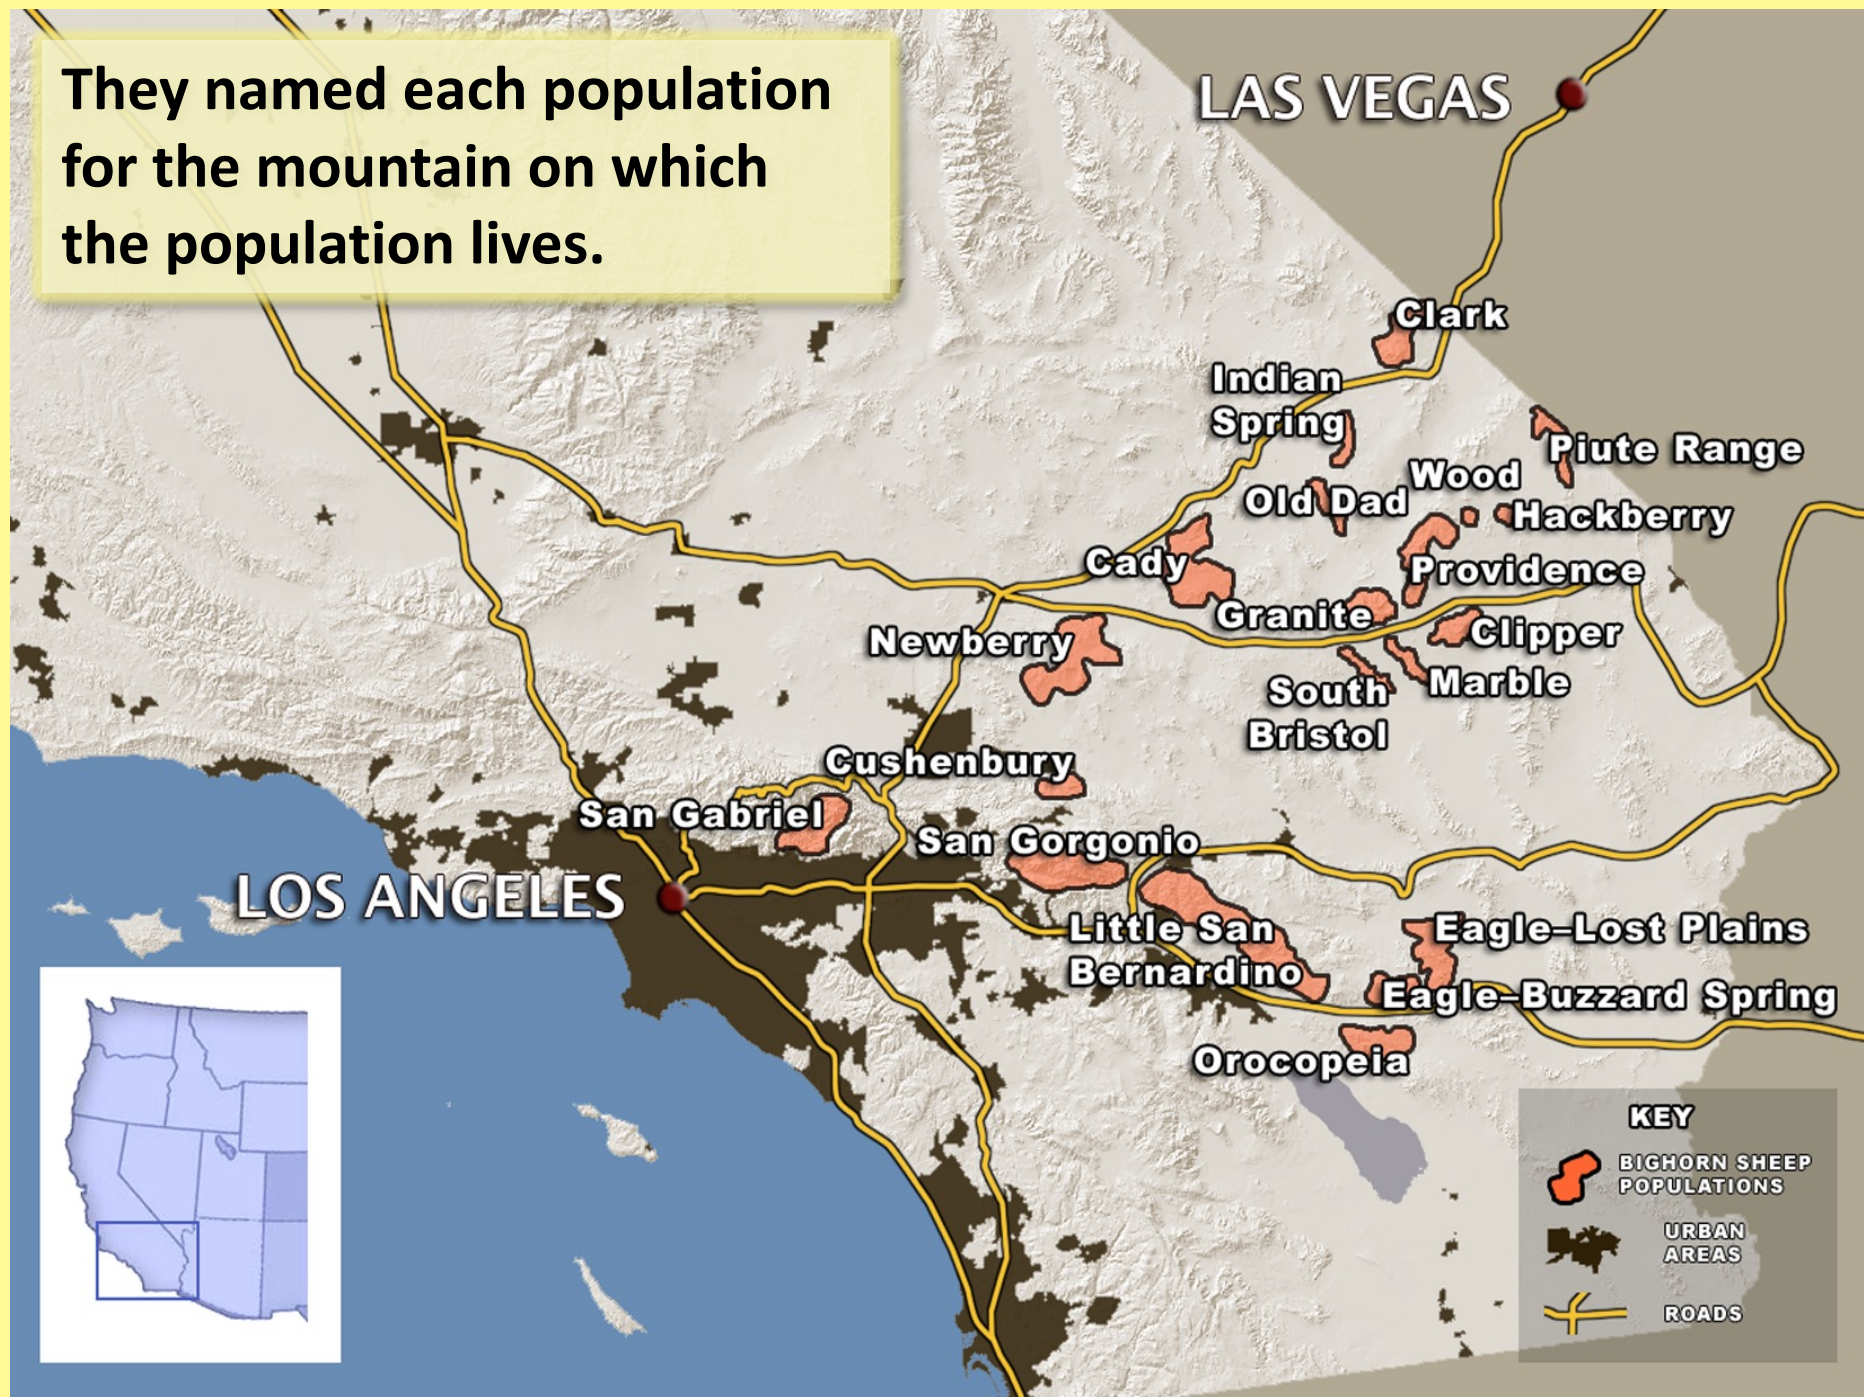 They named each population
for the mountain on which
the population lives.
LAS VEGAS
Clark
Indian
Spring
Piute Range
Wood
Old Dad
Hackberry
Cady
Providence
Granite
Clipper
Newberry
Marble
South
Bristol
Cushenbury
San Gabriel
San Gorgonio
LOS ANGELES
Little San
Bernardino
Eagle–Lost Plains
Eagle–Buzzard Spring
Orocopeia
KEY
BIGHORN SHEEP
POPULATIONS
URBAN
AREAS
ROADS